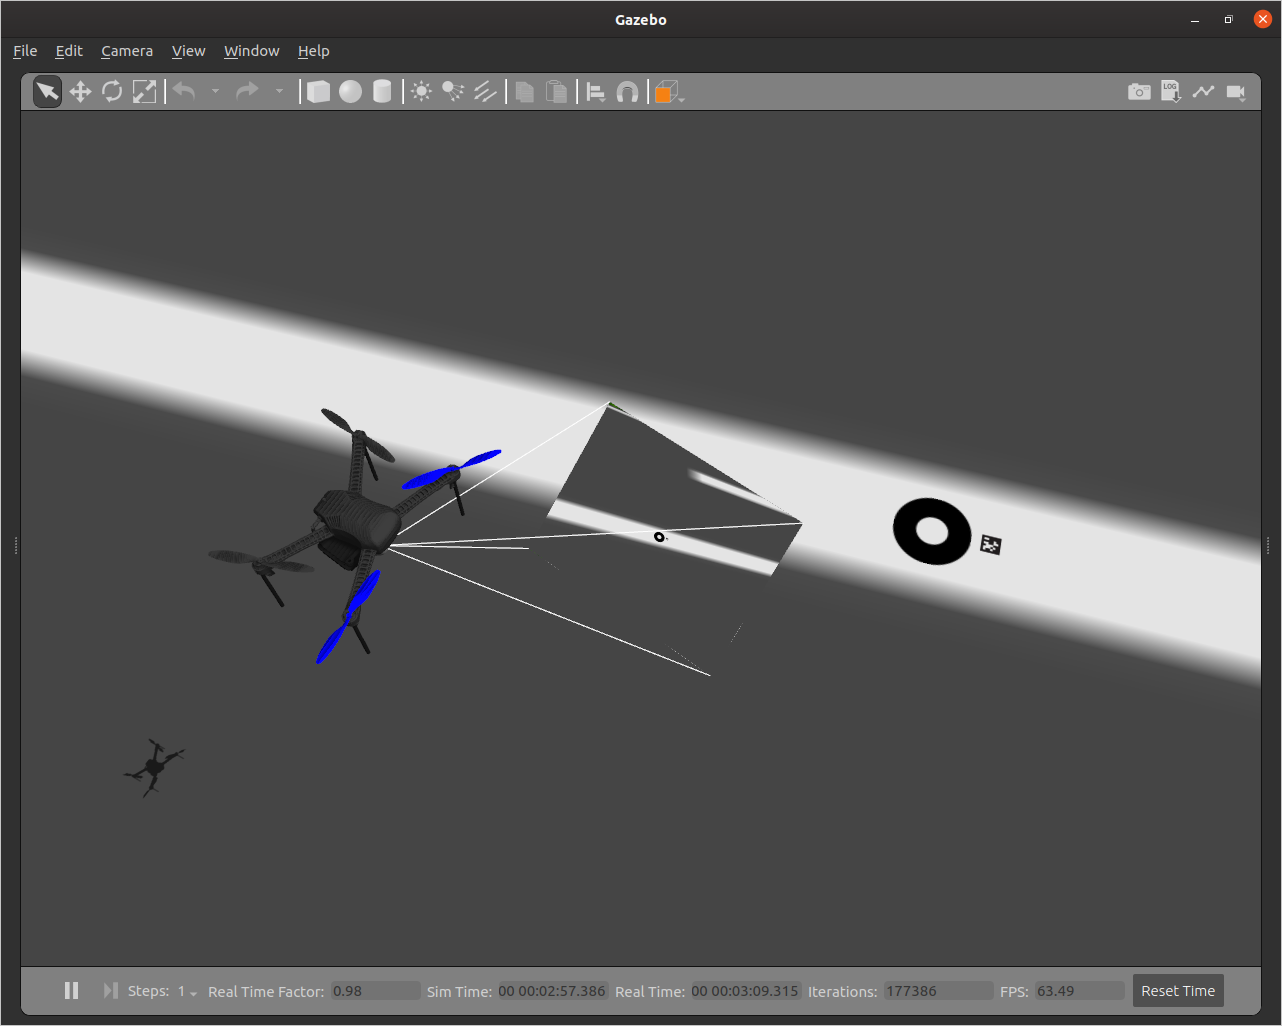 Gazebo
File Edit Camera View Window Help
LOG
Steps: 1 Real Time Factor: 0.98 Sim Time: 00 00:02:57.386 Real Time: 00 00:03:09.315 Iterations: 177386 FPS: 63.49 Reset Time